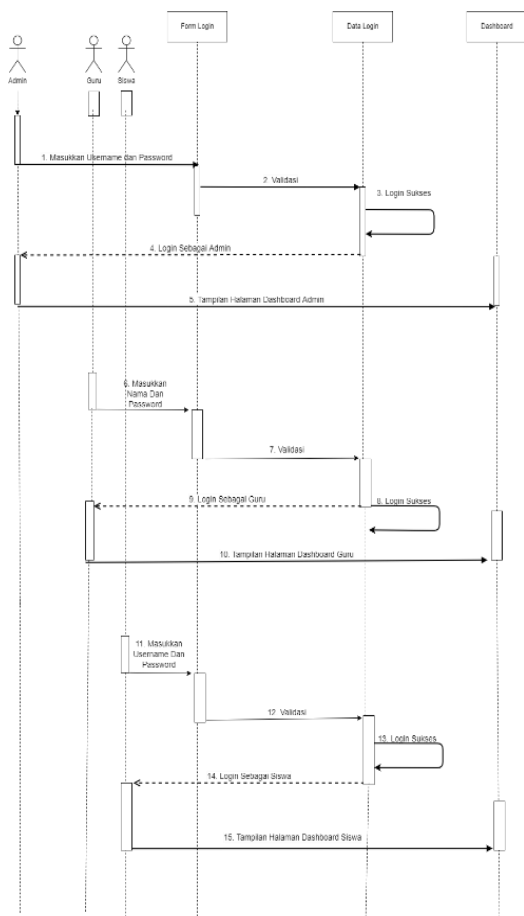 Form Login
Data Login
Dashboard
Admin
Guru
Siswa
1. Masukkan Username dan Password
2. Validasi
3. Login Sukses
4. Login Sebagai Admin
5. Tampilan Halaman Dashboard Admin
6. Masukkan
Nama Dan
Password
7. Validasi
8. Login Sukses
9. Login Sebagai Guru
10. Tampilan Halaman Dashboard Guru
11. Masukkan
Username Dan
Password
12. Validasi
13. Login Sukses
14. Login Sebagai Siswa
15. Tampilan Halaman Dashboard Siswa